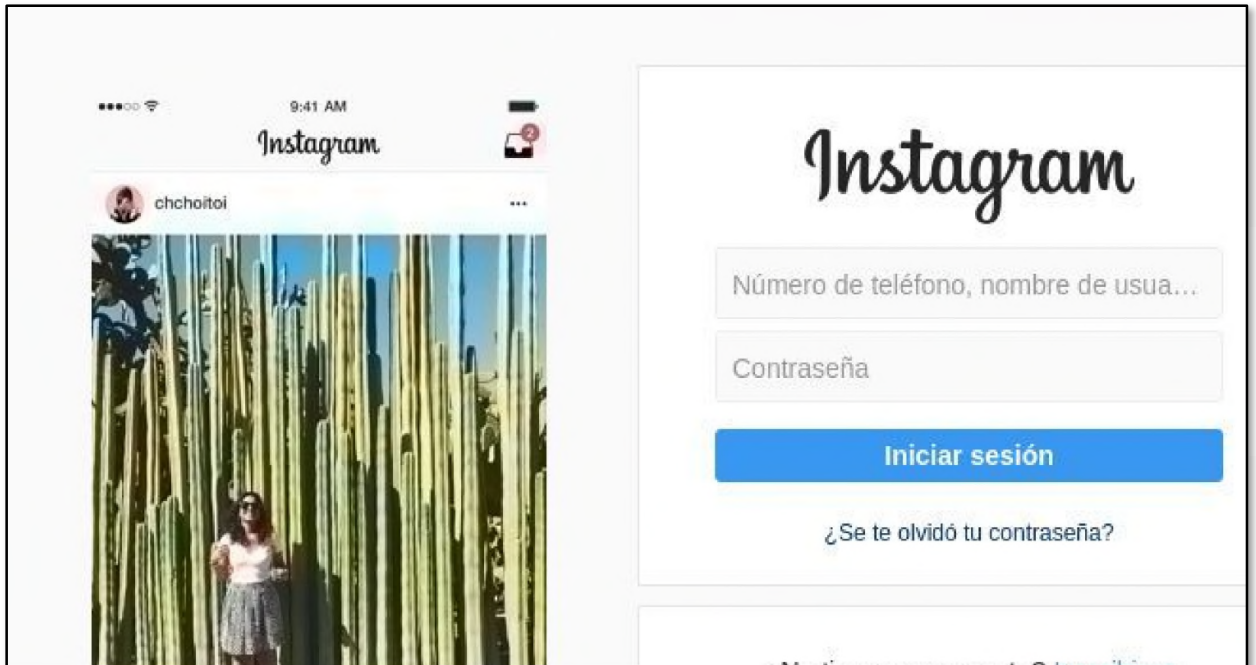 9:41 AM
Instagram
2
chchoitoi
Instagram
Número de teléfono, nombre de usua…
Contraseña
Iniciar sesión
¿Se te olvidó tu contraseña?